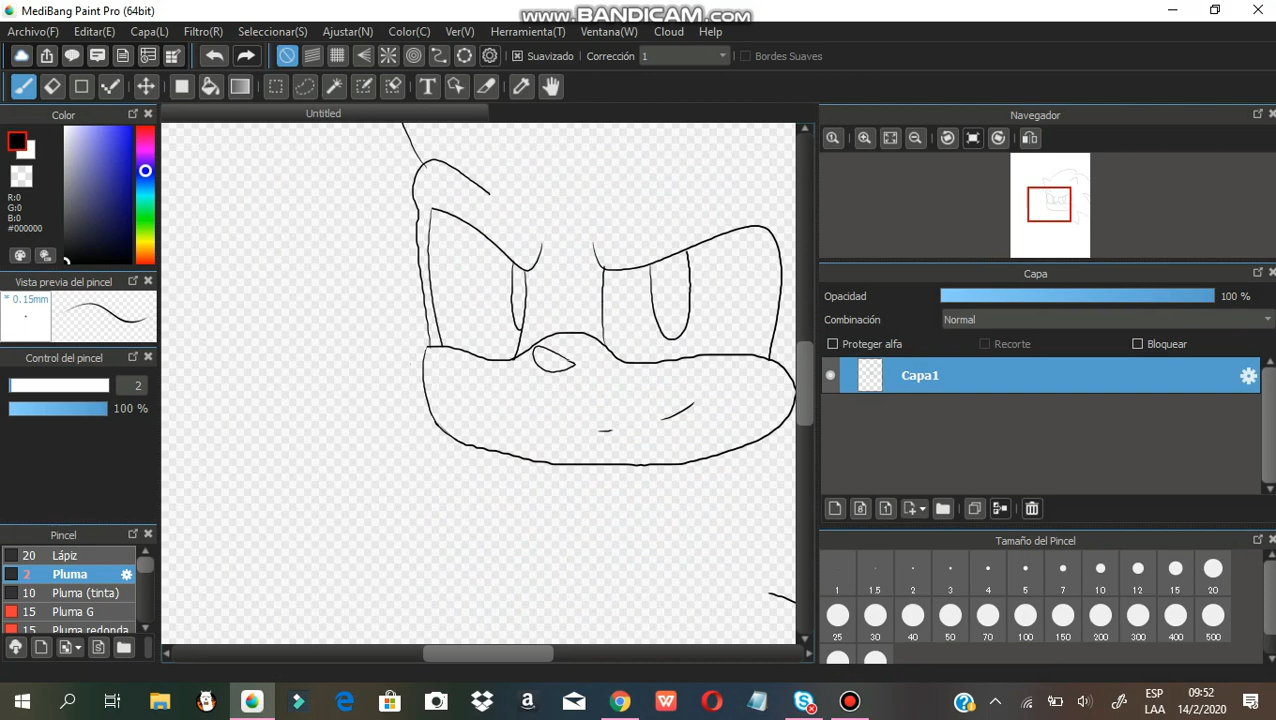 MediBang Paint Pro (64bit)
www.BANDICAM.com
Archivo(F) Editar(E) Capa(L) Filtro(R) Seleccionar(S) Ajustar(N) Color(C) Ver(V) Herramienta(T) Ventana(W) Cloud Help
Suavizado Corrección 1 Bordes Suaves
T
Color
R:0
G:0
B:0
#000000
Vista previa del pincel
* 0.15mm
Control del pincel
2
100 %
Pincel
20 Lápiz
2 Pluma
10 Pluma (tinta)
15 Pluma G
15 Pluma redonda
Untitled
Navegador
Capa
Opacidad 100 %
Combinación Normal
Proteger alfa Recorte Bloquear
Capa1
Tamaño del Pincel
1 1.5 2 3 4 5 7 10 12 15 20
25 30 40 50 70 100 150 200 300 400 500
ESP
LAA
09:52
14/2/2020